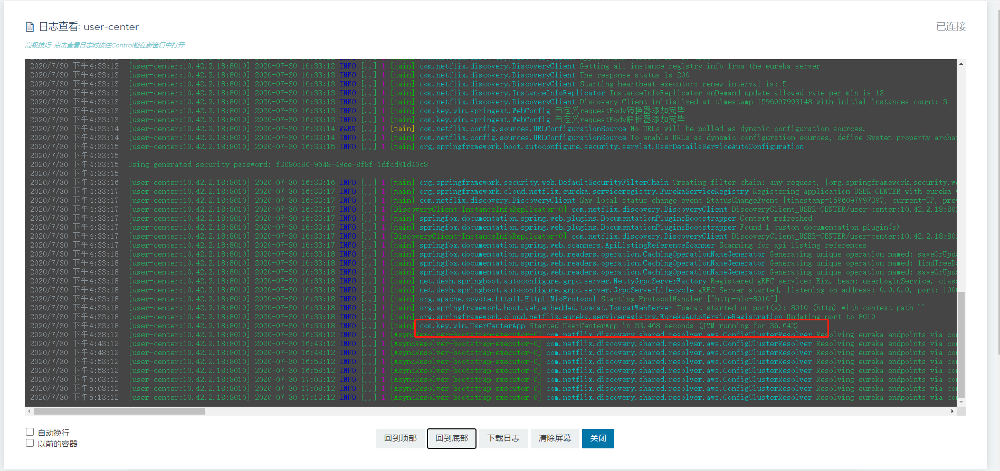 日志查看: user-center
已连接
高级技巧: 点击查看日志时按住Control键在新窗口中打开
2020/7/30 下午4:33:12 [user-center:10.42.2.18:8010] 2020-07-30 16:33:12 INFO [,,] 1 [main] com.netflix.discovery.DiscoveryClient Getting all instance registry info from the eureka server
2020/7/30 下午4:33:13 [user-center:10.42.2.18:8010] 2020-07-30 16:33:13 INFO [,,] 1 [main] com.netflix.discovery.DiscoveryClient The response status is 200
2020/7/30 下午4:33:13 [user-center:10.42.2.18:8010] 2020-07-30 16:33:13 INFO [,,] 1 [main] com.netflix.discovery.DiscoveryClient Starting heartbeat executor: renew interval is: 5
2020/7/30 下午4:33:13 [user-center:10.42.2.18:8010] 2020-07-30 16:33:13 INFO [,,] 1 [main] com.netflix.discovery.InstanceInfoReplicator InstanceInfoReplicator onDemand update allowed rate per min is 12
2020/7/30 下午4:33:13 [user-center:10.42.2.18:8010] 2020-07-30 16:33:13 INFO [,,] 1 [main] com.netflix.discovery.DiscoveryClient Discovery Client initialized at timestamp 1596097993148 with initial instances count: 3
2020/7/30 下午4:33:13 [user-center:10.42.2.18:8010] 2020-07-30 16:33:13 INFO [,,] 1 [main] com.key.win.springext.WebConfig 自定义requestBody转换器添加完毕
2020/7/30 下午4:33:13 [user-center:10.42.2.18:8010] 2020-07-30 16:33:13 INFO [,,] 1 [main] com.key.win.springext.WebConfig 自定义requestBody解析器添加完毕
2020/7/30 下午4:33:14 [user-center:10.42.2.18:8010] 2020-07-30 16:33:14 WARN [,,] 1 [main] com.netflix.config.sources.URLConfigurationSource No URLs will be polled as dynamic configuration sources.
2020/7/30 下午4:33:14 [user-center:10.42.2.18:8010] 2020-07-30 16:33:14 INFO [,,] 1 [main] com.netflix.config.sources.URLConfigurationSource To enable URLs as dynamic configuration sources, define System property archa
2020/7/30 下午4:33:15 [user-center:10.42.2.18:8010] 2020-07-30 16:33:15 INFO [,,] 1 [main] org.springframework.boot.autoconfigure.security.servlet.UserDetailsServiceAutoConfiguration
2020/7/30 下午4:33:15
2020/7/30 下午4:33:15 Using generated security password: f3080c80-9648-49ee-8f8f-1dfcd91d40c8
2020/7/30 下午4:33:15
2020/7/30 下午4:33:16 [user-center:10.42.2.18:8010] 2020-07-30 16:33:16 INFO [,,] 1 [main] org.springframework.security.web.DefaultSecurityFilterChain Creating filter chain: any request, [org.springframework.security.we
2020/7/30 下午4:33:17 [user-center:10.42.2.18:8010] 2020-07-30 16:33:17 INFO [,,] 1 [main] org.springframework.cloud.netflix.eureka.serviceregistry.EurekaServiceRegistry Registering application USER-CENTER with eureka
2020/7/30 下午4:33:17 [user-center:10.42.2.18:8010] 2020-07-30 16:33:17 INFO [,,] 1 [main] com.netflix.discovery.DiscoveryClient Saw local status change event StatusChangeEvent [timestamp=1596097997397, current=UP, prev
2020/7/30 下午4:33:17 [user-center:10.42.2.18:8010] 2020-07-30 16:33:17 INFO [,,] 1 [DiscoveryClient-InstanceInfoReplicator-0] com.netflix.discovery.DiscoveryClient DiscoveryClient_USER-CENTER/user-center:10.42.2.18:801
2020/7/30 下午4:33:17 [user-center:10.42.2.18:8010] 2020-07-30 16:33:17 INFO [,,] 1 [main] springfox.documentation.spring.web.plugins.DocumentationPluginsBootstrapper Context refreshed
2020/7/30 下午4:33:17 [user-center:10.42.2.18:8010] 2020-07-30 16:33:17 INFO [,,] 1 [main] springfox.documentation.spring.web.plugins.DocumentationPluginsBootstrapper Found 1 custom documentation plugin(s)
2020/7/30 下午4:33:17 [user-center:10.42.2.18:8010] 2020-07-30 16:33:17 INFO [,,] 1 [DiscoveryClient-InstanceInfoReplicator-0] com.netflix.discovery.DiscoveryClient DiscoveryClient_USER-CENTER/user-center:10.42.2.18:801
2020/7/30 下午4:33:17 [user-center:10.42.2.18:8010] 2020-07-30 16:33:17 INFO [,,] 1 [main] springfox.documentation.spring.web.scanners.ApiListingReferenceScanner Scanning for api listing references
2020/7/30 下午4:33:18 [user-center:10.42.2.18:8010] 2020-07-30 16:33:18 INFO [,,] 1 [main] springfox.documentation.spring.web.readers.operation.CachingOperationNameGenerator Generating unique operation named: saveOrUpd
2020/7/30 下午4:33:18 [user-center:10.42.2.18:8010] 2020-07-30 16:33:18 INFO [,,] 1 [main] springfox.documentation.spring.web.readers.operation.CachingOperationNameGenerator Generating unique operation named: findTreeDa
2020/7/30 下午4:33:18 [user-center:10.42.2.18:8010] 2020-07-30 16:33:18 INFO [,,] 1 [main] springfox.documentation.spring.web.readers.operation.CachingOperationNameGenerator Generating unique operation named: saveOrUpd
2020/7/30 下午4:33:18 [user-center:10.42.2.18:8010] 2020-07-30 16:33:18 INFO [,,] 1 [main] net.devh.springboot.autoconfigure.grpc.server.NettyGrpcServerFactory Registered gRPC service: Biz, bean: userLoginService, clas
2020/7/30 下午4:33:18 [user-center:10.42.2.18:8010] 2020-07-30 16:33:18 INFO [,,] 1 [main] net.devh.springboot.autoconfigure.grpc.server.GrpcServerLifecycle gRPC Server started, listening on address: 0.0.0.0, port: 100
2020/7/30 下午4:33:18 [user-center:10.42.2.18:8010] 2020-07-30 16:33:18 INFO [,,] 1 [main] org.apache.coyote.http11.Http11NioProtocol Starting ProtocolHandler ["http-nio-8010"]
2020/7/30 下午4:33:18 [user-center:10.42.2.18:8010] 2020-07-30 16:33:18 INFO [,,] 1 [main] org.springframework.boot.web.embedded.tomcat.TomcatWebServer Tomcat started on port(s): 8010 (http) with context path ''
2020/7/30 下午4:33:18 [user-center:10.42.2.18:8010] 2020-07-30 16:33:18 INFO [,,] 1 [main] org.springframework.cloud.netflix.eureka.serviceregistry.EurekaAutoServiceRegistration Updating port to 8010
2020/7/30 下午4:33:18 [user-center:10.42.2.18:8010] 2020-07-30 16:33:18 INFO [,,] 1 [main] com.key.win.UserCenterApp Started UserCenterApp in 33.468 seconds (JVM running for 36.642)
2020/7/30 下午4:38:12 [user-center:10.42.2.18:8010] 2020-07-30 16:38:12 INFO [,,] 1 [AsyncResolver-bootstrap-executor-0] com.netflix.discovery.shared.resolver.aws.ConfigClusterResolver Resolving eureka endpoints via co
2020/7/30 下午4:43:12 [user-center:10.42.2.18:8010] 2020-07-30 16:43:12 INFO [,,] 1 [AsyncResolver-bootstrap-executor-0] com.netflix.discovery.shared.resolver.aws.ConfigClusterResolver Resolving eureka endpoints via co
2020/7/30 下午4:48:12 [user-center:10.42.2.18:8010] 2020-07-30 16:48:12 INFO [,,] 1 [AsyncResolver-bootstrap-executor-0] com.netflix.discovery.shared.resolver.aws.ConfigClusterResolver Resolving eureka endpoints via co
2020/7/30 下午4:53:12 [user-center:10.42.2.18:8010] 2020-07-30 16:53:12 INFO [,,] 1 [AsyncResolver-bootstrap-executor-0] com.netflix.discovery.shared.resolver.aws.ConfigClusterResolver Resolving eureka endpoints via co
2020/7/30 下午4:58:12 [user-center:10.42.2.18:8010] 2020-07-30 16:58:12 INFO [,,] 1 [AsyncResolver-bootstrap-executor-0] com.netflix.discovery.shared.resolver.aws.ConfigClusterResolver Resolving eureka endpoints via co
2020/7/30 下午5:03:12 [user-center:10.42.2.18:8010] 2020-07-30 17:03:12 INFO [,,] 1 [AsyncResolver-bootstrap-executor-0] com.netflix.discovery.shared.resolver.aws.ConfigClusterResolver Resolving eureka endpoints via co
2020/7/30 下午5:08:12 [user-center:10.42.2.18:8010] 2020-07-30 17:08:12 INFO [,,] 1 [AsyncResolver-bootstrap-executor-0] com.netflix.discovery.shared.resolver.aws.ConfigClusterResolver Resolving eureka endpoints via co
2020/7/30 下午5:13:12 [user-center:10.42.2.18:8010] 2020-07-30 17:13:12 INFO [,,] 1 [AsyncResolver-bootstrap-executor-0] com.netflix.discovery.shared.resolver.aws.ConfigClusterResolver Resolving eureka endpoints via co
自动换行
以前的容器
回到顶部 回到底部 下载日志 清除屏幕 关闭